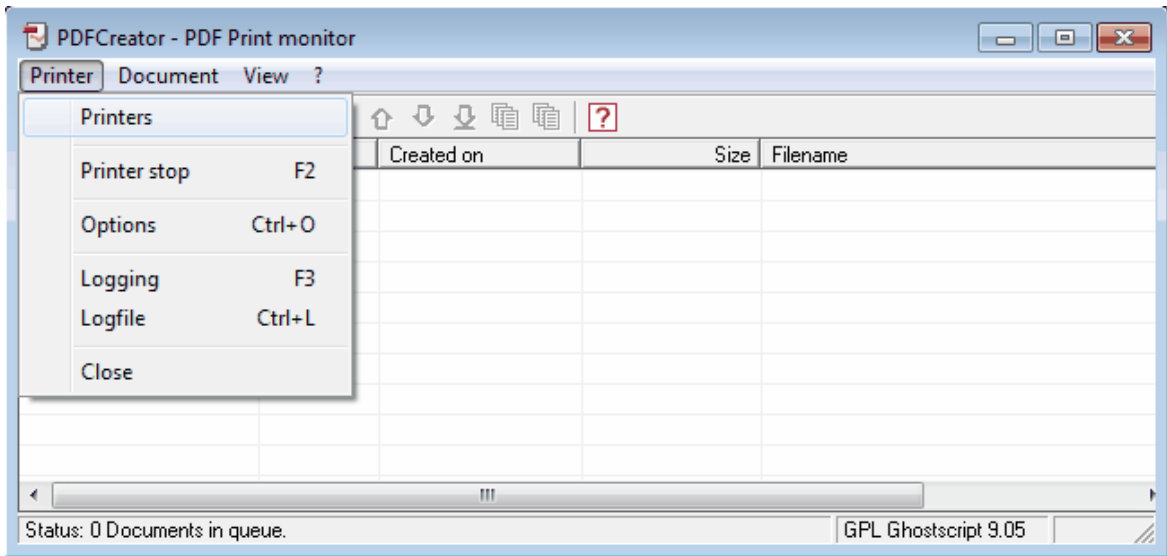 PDFCreator - PDF Print monitor
Printer Document View ?
Printers
Printer stop F2
Options Ctrl+O
Logging F3
Logfile Ctrl+L
Close
?
Created on Size Filename
Status: 0 Documents in queue. GPL Ghostscript 9.05